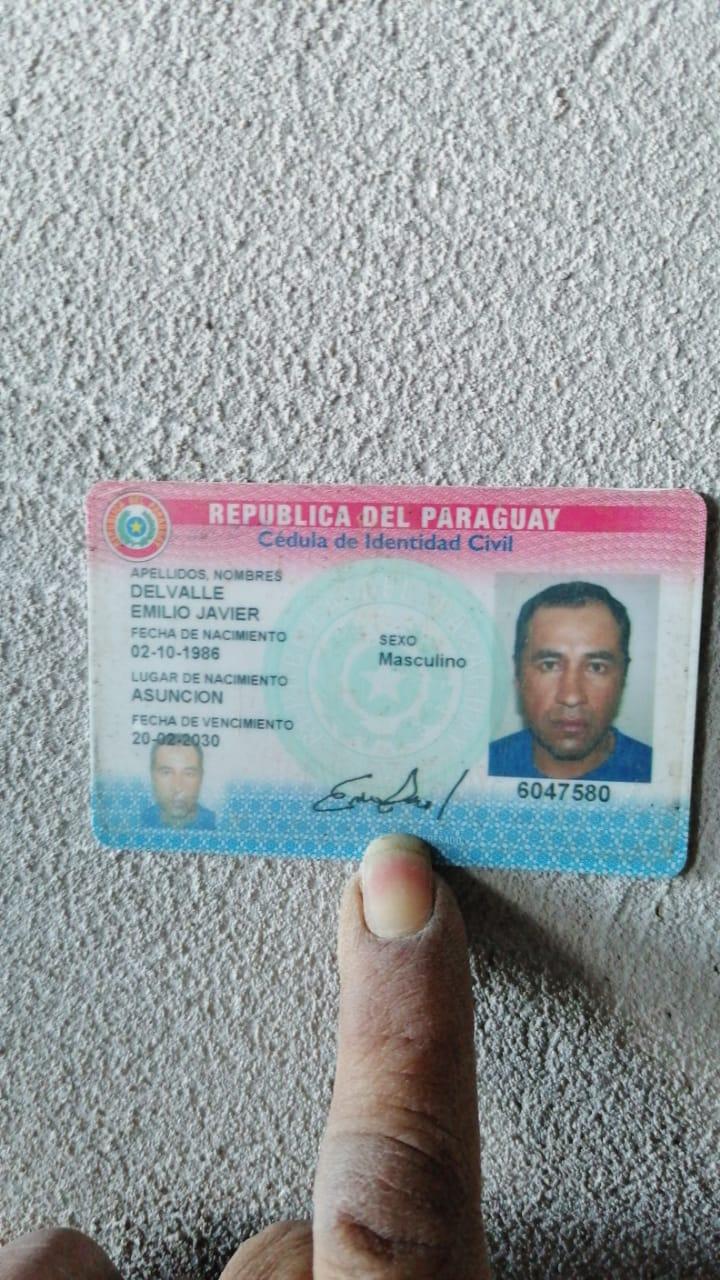 REPUBLICA DEL PARAGUAY
Cédula de Identidad Civil
APELLIDOS, NOMBRES
DELVALLE
EMILIO JAVIER
FECHA DE NACIMIENTO
02-10-1986
SEXO
Masculino
LUGAR DE NACIMIENTO
ASUNCION
FECHA DE VENCIMIENTO
20-02-2030
6047580